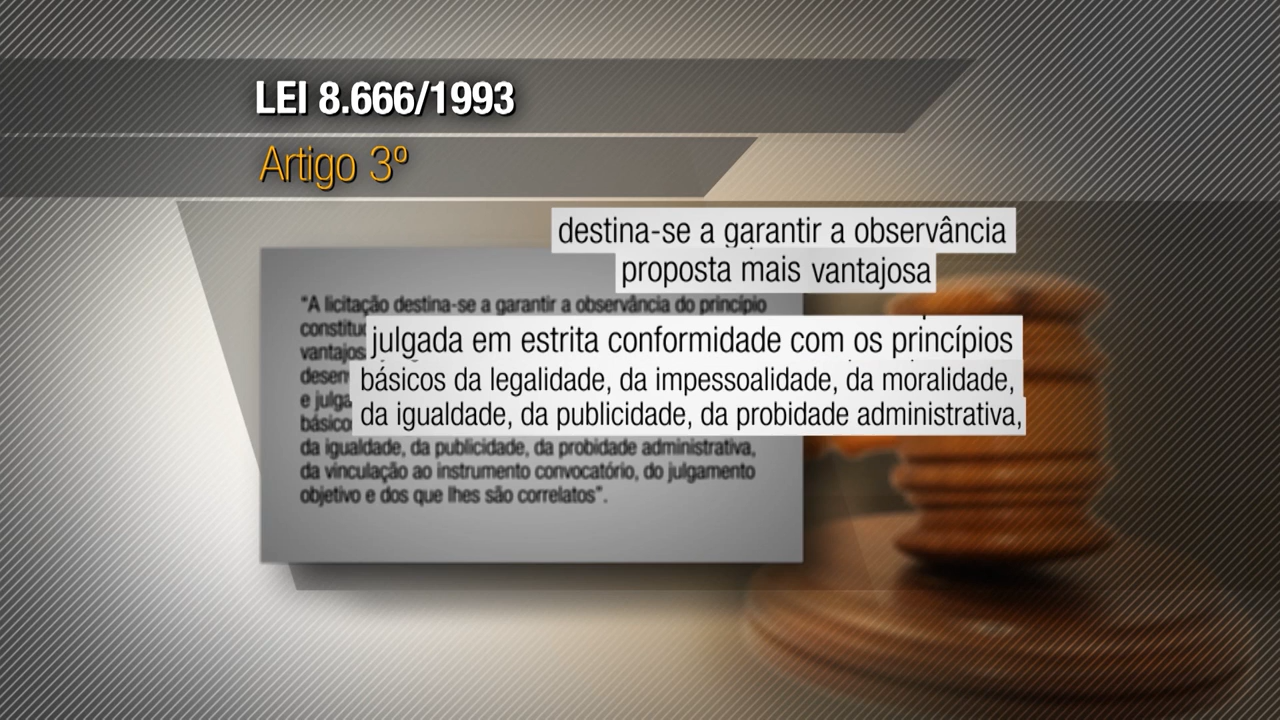 LEI 8.666/1993
Artigo 3º
destina-se a garantir a observância
proposta mais vantajosa
julgada em estrita conformidade com os princípios
básicos da legalidade, da impessoalidade, da moralidade,
da igualdade, da publicidade, da probidade administrativa,
"A licitação destina-se a garantir a observância do princípio
da igualdade, da publicidade, da probidade administrativa,
da vinculação ao instrumento convocatório, do julgamento
objetivo e dos que lhes são correlatos".